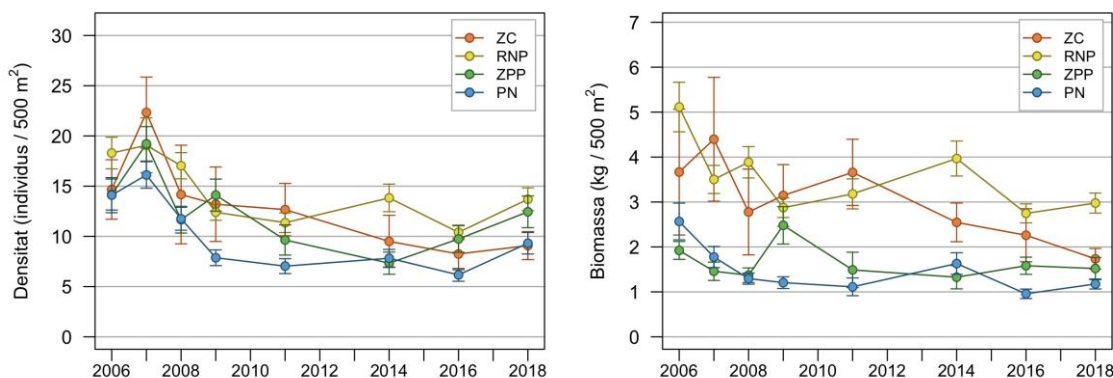 Densitat (individus / 500 m²)
30
25
20
15
10
5
0
ZC
RNP
ZPP
PN
2006 2008 2010 2012 2014 2016 2018
Biomassa (kg / 500 m²)
7
6
5
4
3
2
1
0
ZC
RNP
ZPP
PN
2006 2008 2010 2012 2014 2016 2018